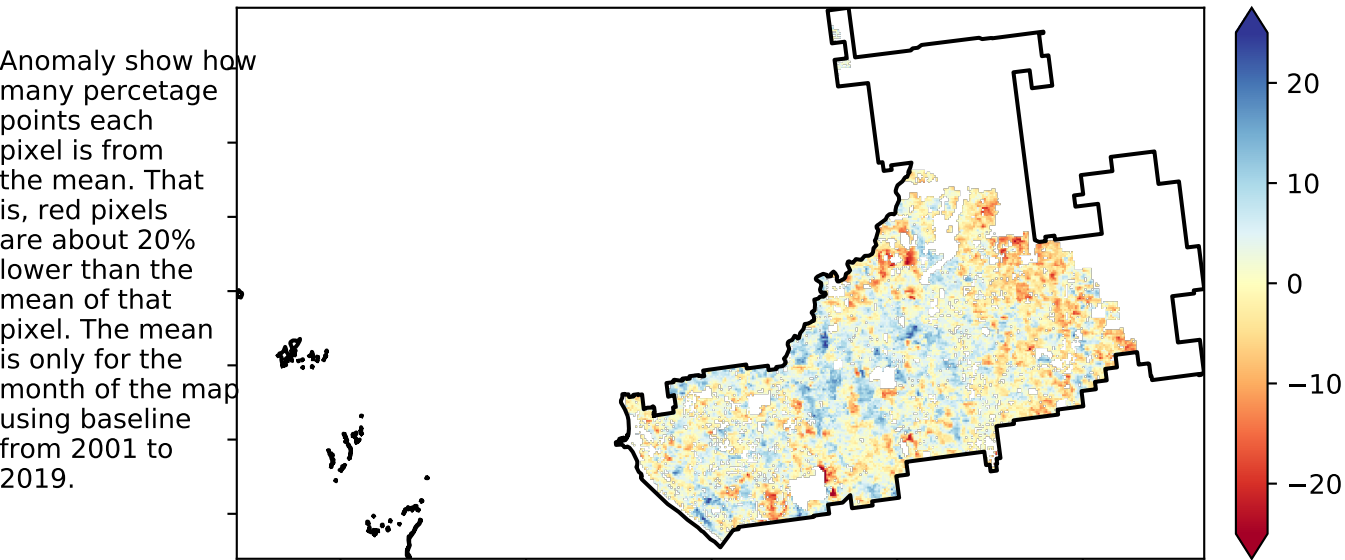 Anomaly show how
many percetage
points each
pixel is from
the mean. That
is, red pixels
are about 20%
lower than the
mean of that
pixel. The mean
is only for the
month of the map
using baseline
from 2001 to
2019.
20
10
0
−10
−20